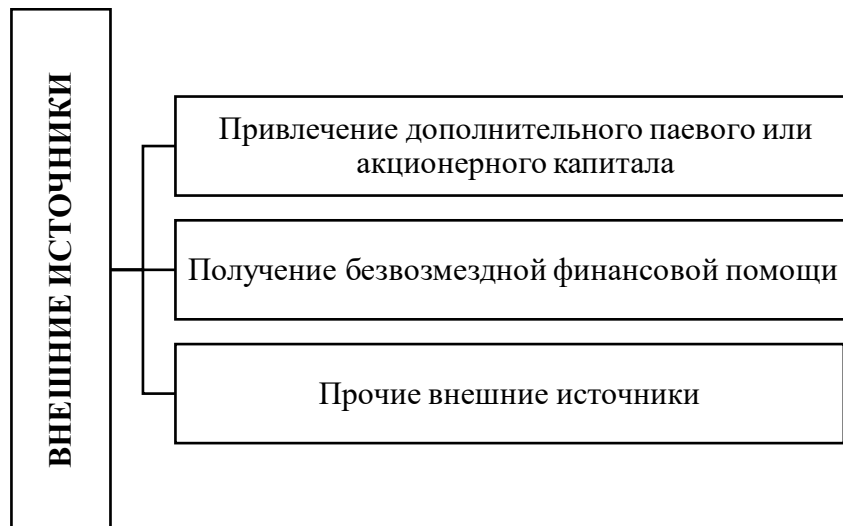 ВНЕШНИЕ ИСТОЧНИКИ
Привлечение дополнительного паевого или
акционерного капитала
Получение безвозмездной финансовой помощи
Прочие внешние источники